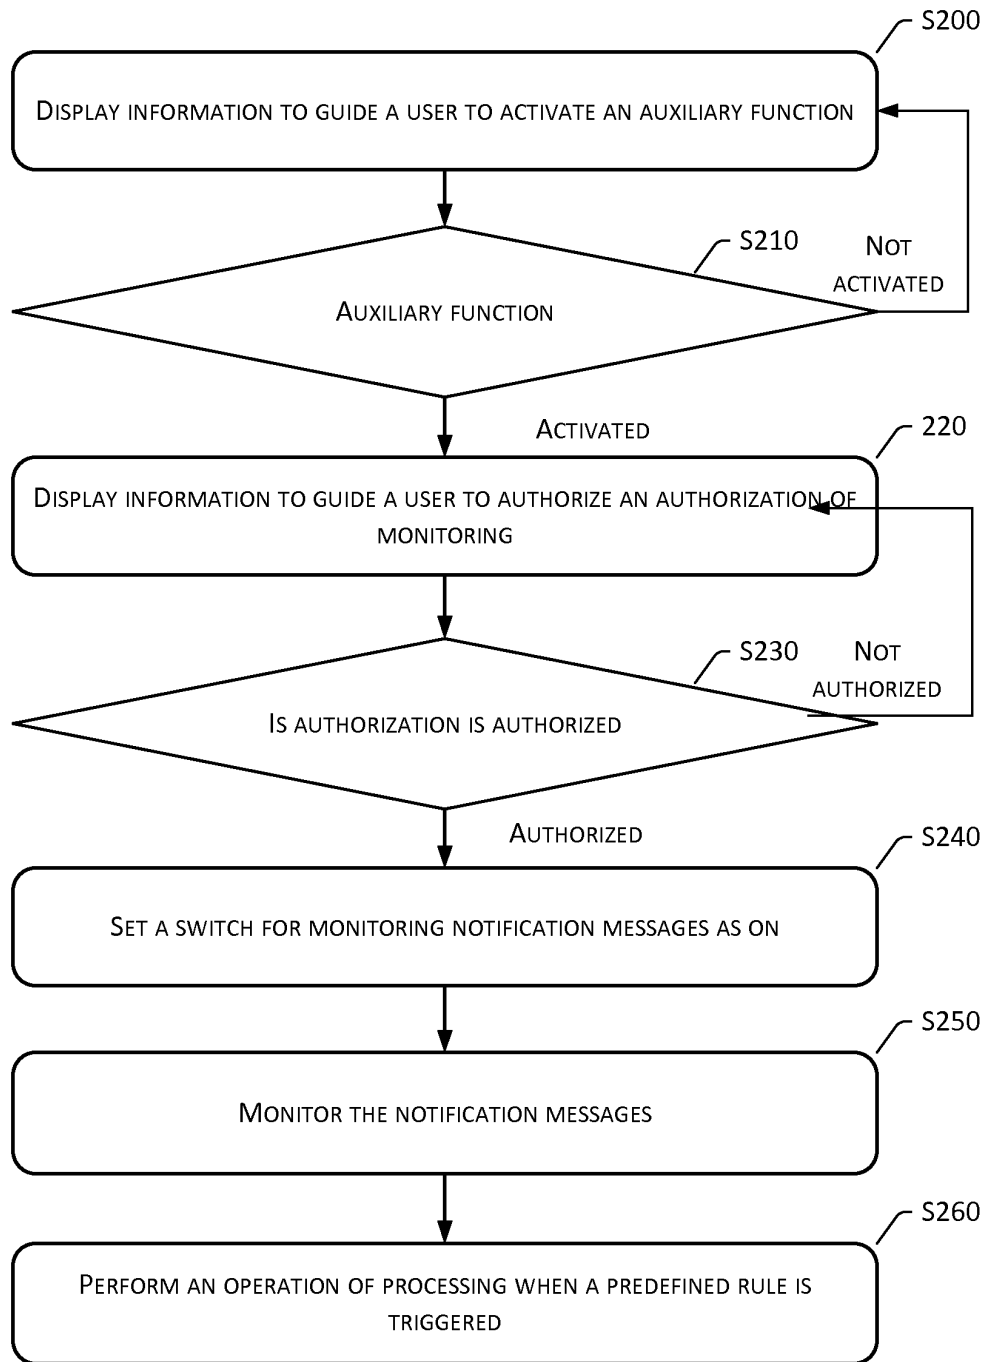 S200
Display information to guide a user to activate an auxiliary function
S210
Not
activated
Auxiliary function
Activated
220
Display information to guide a user to authorize an authorization of
monitoring
S230
Not
authorized
Is authorization is authorized
Authorized
S240
Set a switch for monitoring notification messages as on
S250
Monitor the notification messages
S260
Perform an operation of processing when a predefined rule is
triggered